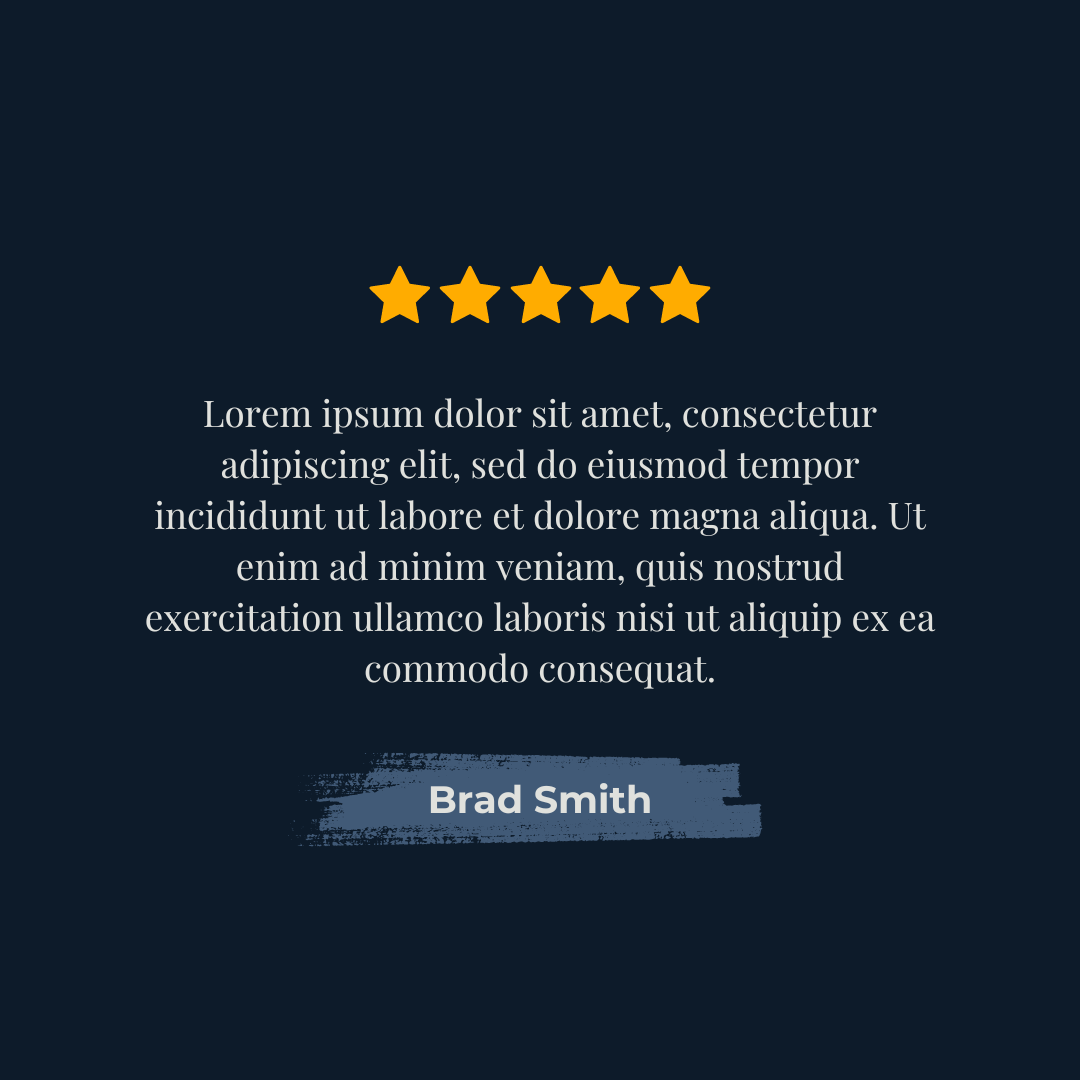 Lorem ipsum dolor sit amet, consectetur
adipiscing elit, sed do eiusmod tempor
incididunt ut labore et dolore magna aliqua. Ut
enim ad minim veniam, quis nostrud
exercitation ullamco laboris nisi ut aliquip ex ea
commodo consequat.
Brad Smith